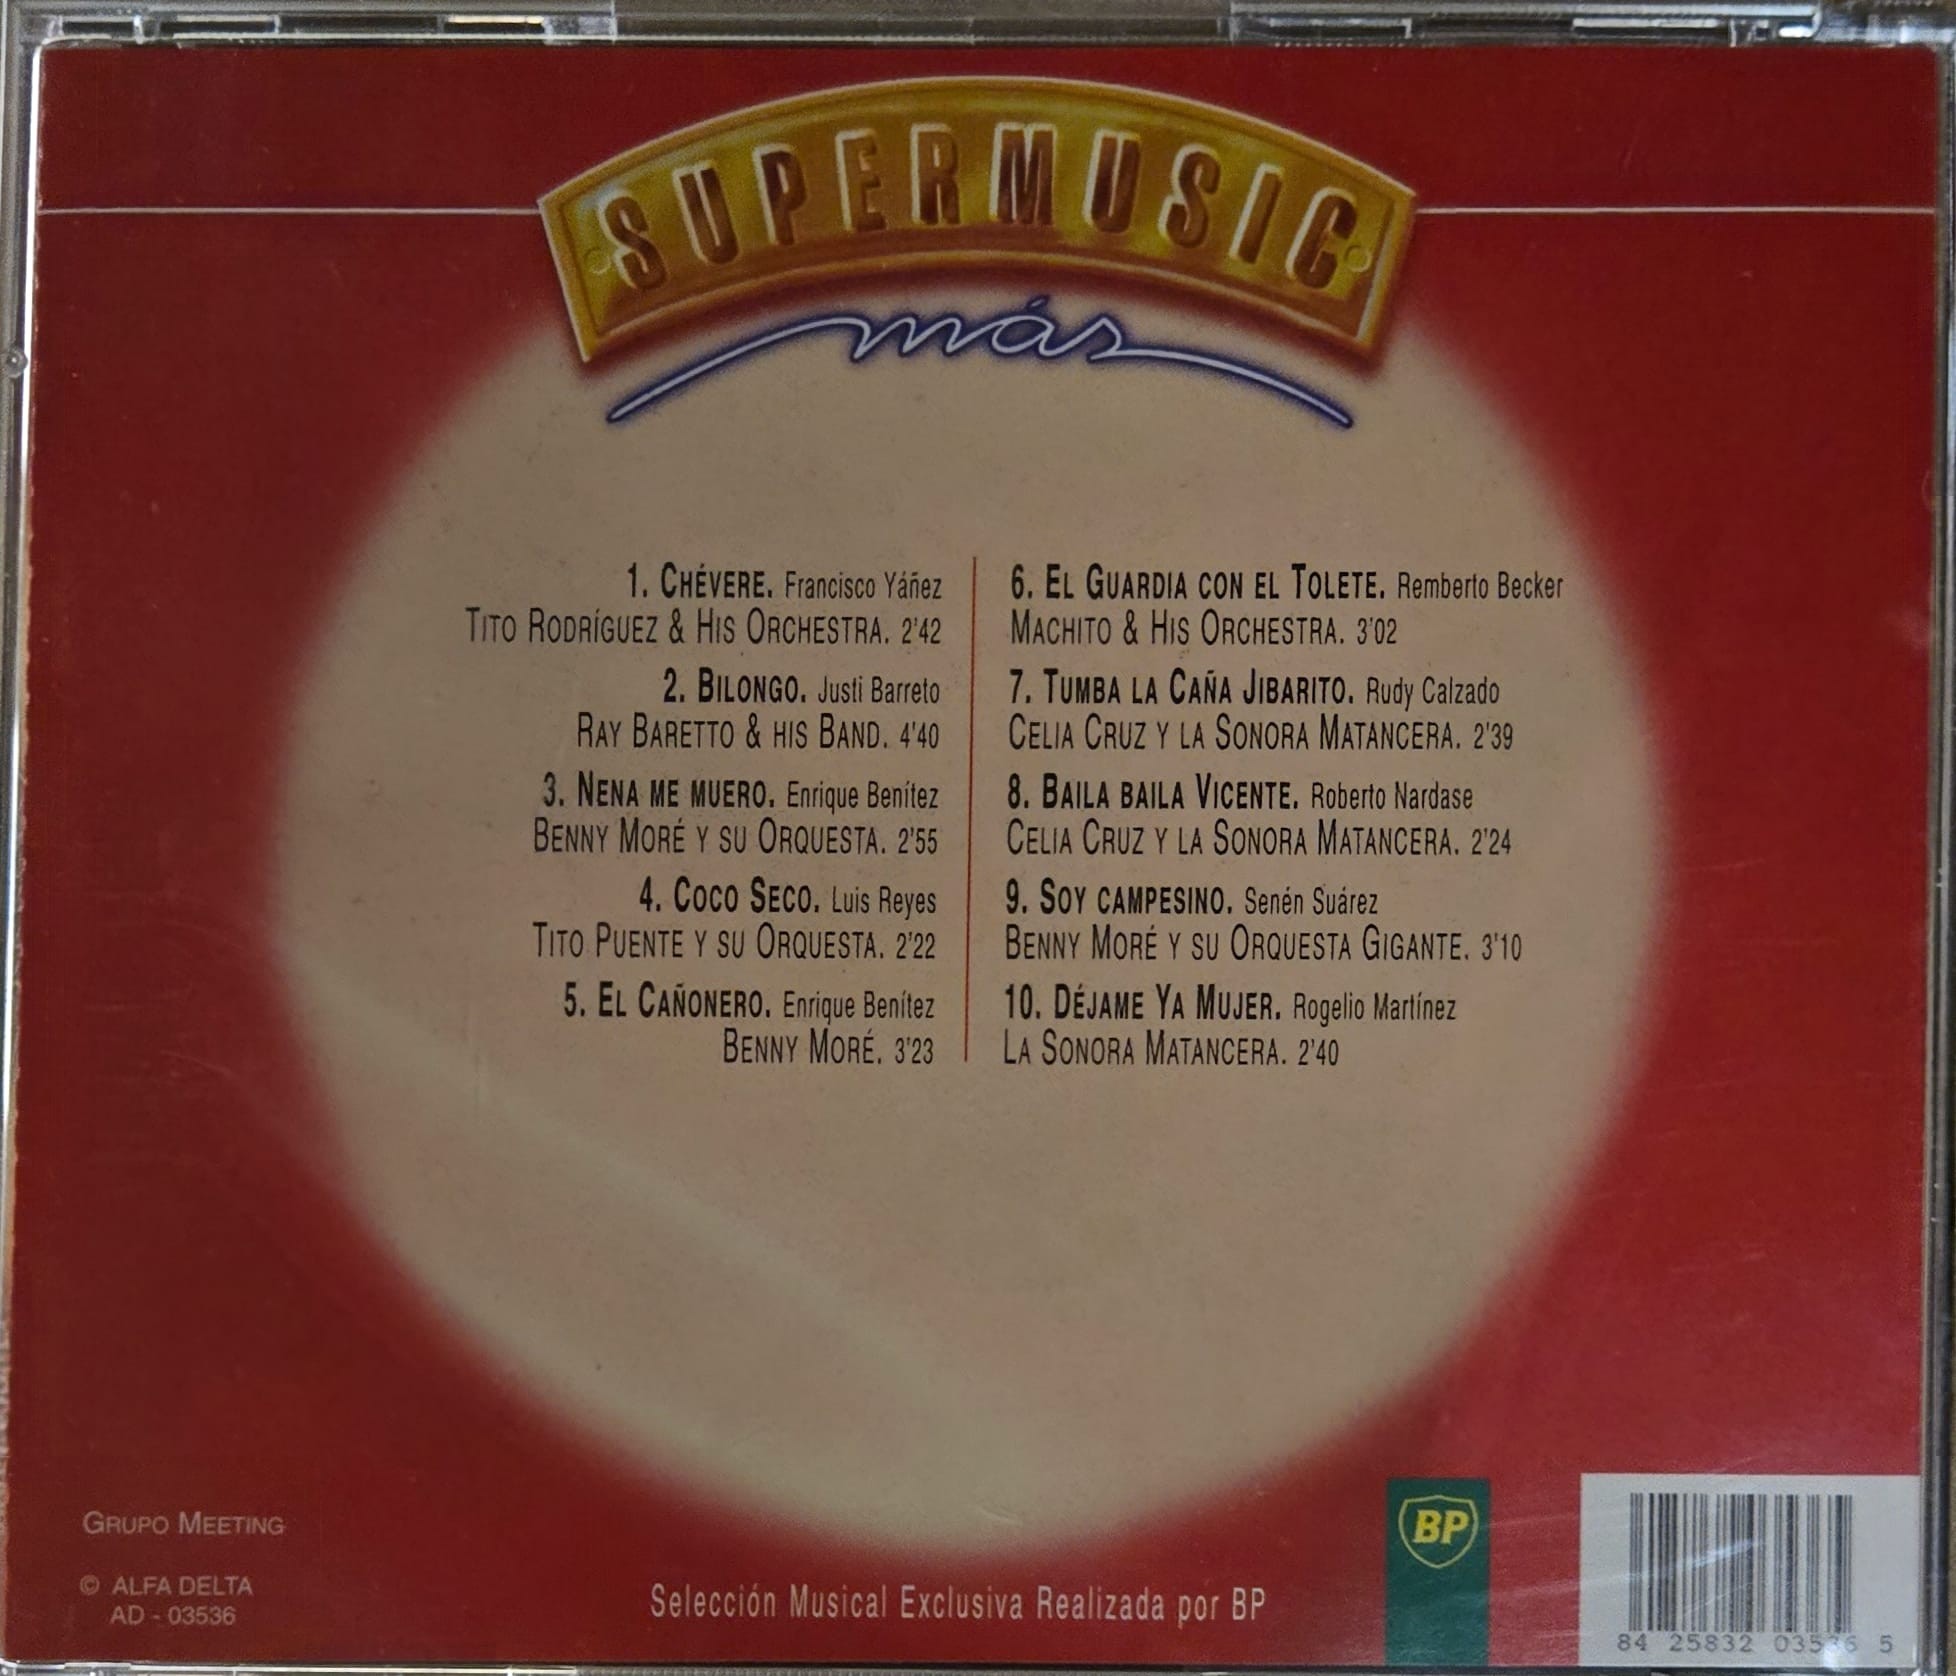 SUPERMUSIC
más
1. CHÉVERE. Francisco Yáñez
TITO RODRÍGUEZ & HIS ORCHESTRA. 2'42
2. BILONGO. Justi Barreto
RAY BARETTO & HIS BAND. 4'40
3. NENA ME MUERO. Enrique Benítez
BENNY MORÉ Y SU ORQUESTA. 2'55
4. COCO SECO. Luis Reyes
TITO PUENTE Y SU ORQUESTA. 2'22
5. EL CAÑONERO. Enrique Benítez
BENNY MORÉ. 3'23
6. EL GUARDIA CON EL TOLETE. Remberto Becker
MACHITO & HIS ORCHESTRA. 3'02
7. TUMBA LA CAÑA JIBARITO. Rudy Calzado
CELIA CRUZ Y LA SONORA MATANCERA. 2'39
8. BAILA BAILA VICENTE. Roberto Nardase
CELIA CRUZ Y LA SONORA MATANCERA. 2'24
9. SOY CAMPESINO. Senén Suárez
BENNY MORÉ Y SU ORQUESTA GIGANTE. 3'10
10. DÉJAME YA MUJER. Rogelio Martínez
LA SONORA MATANCERA. 2'40
GRUPO MEETING
© ALFA DELTA
AD - 03536
Selección Musical Exclusiva Realizada por BP
BP
84 25832 03536 5